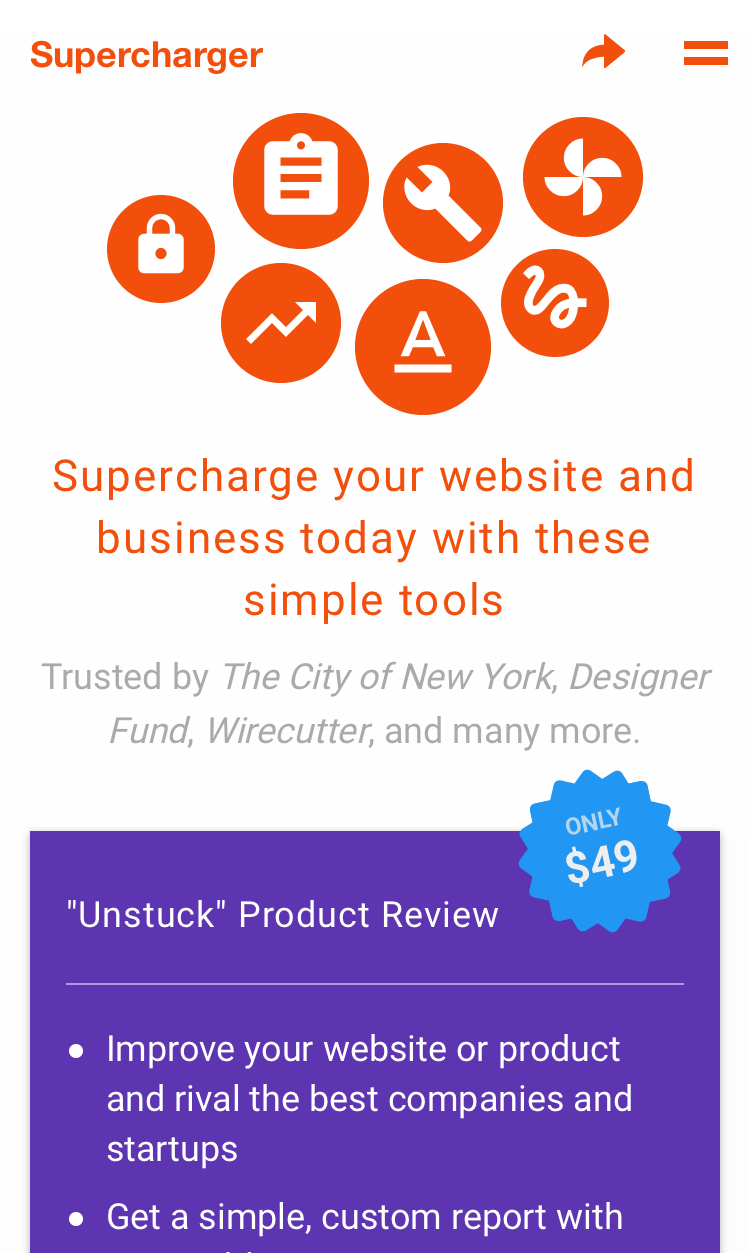 Supercharger
A
Supercharge your website and
business today with these
simple tools
Trusted by The City of New York, Designer
Fund, Wirecutter, and many more.
ONLY
$49
"Unstuck" Product Review
• Improve your website or product
and rival the best companies and
startups
• Get a simple, custom report with